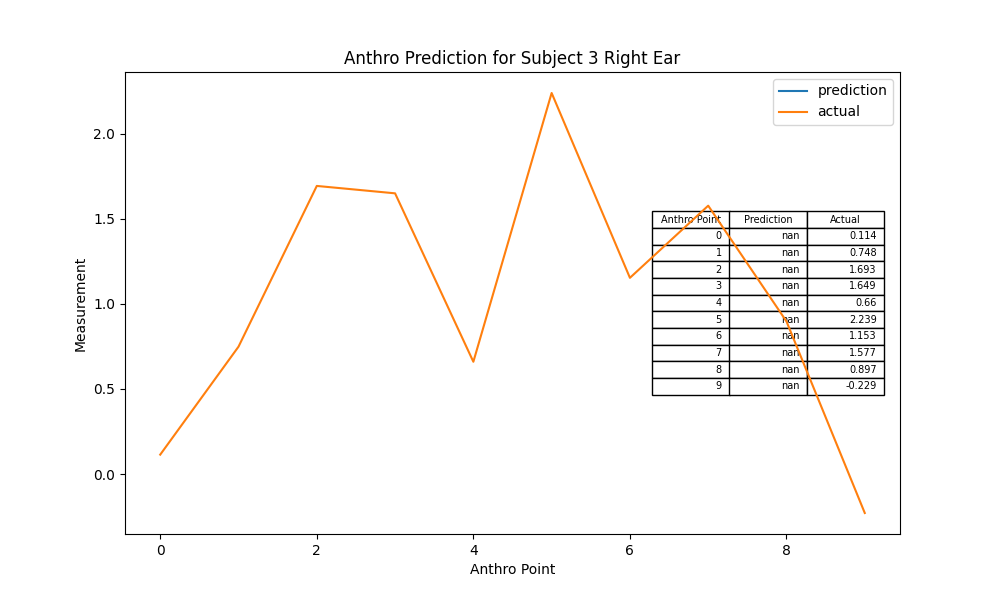 Anthro Prediction for Subject 3 Right Ear
prediction
actual
Measurement
2.0
1.5
1.0
0.5
0.0
Anthro Point Prediction Actual
0 nan 0.114
1 nan 0.748
2 nan 1.693
3 nan 1.649
4 nan 0.66
5 nan 2.239
6 nan 1.153
7 nan 1.577
8 nan 0.897
9 nan -0.229
0 2 4 6 8
Anthro Point